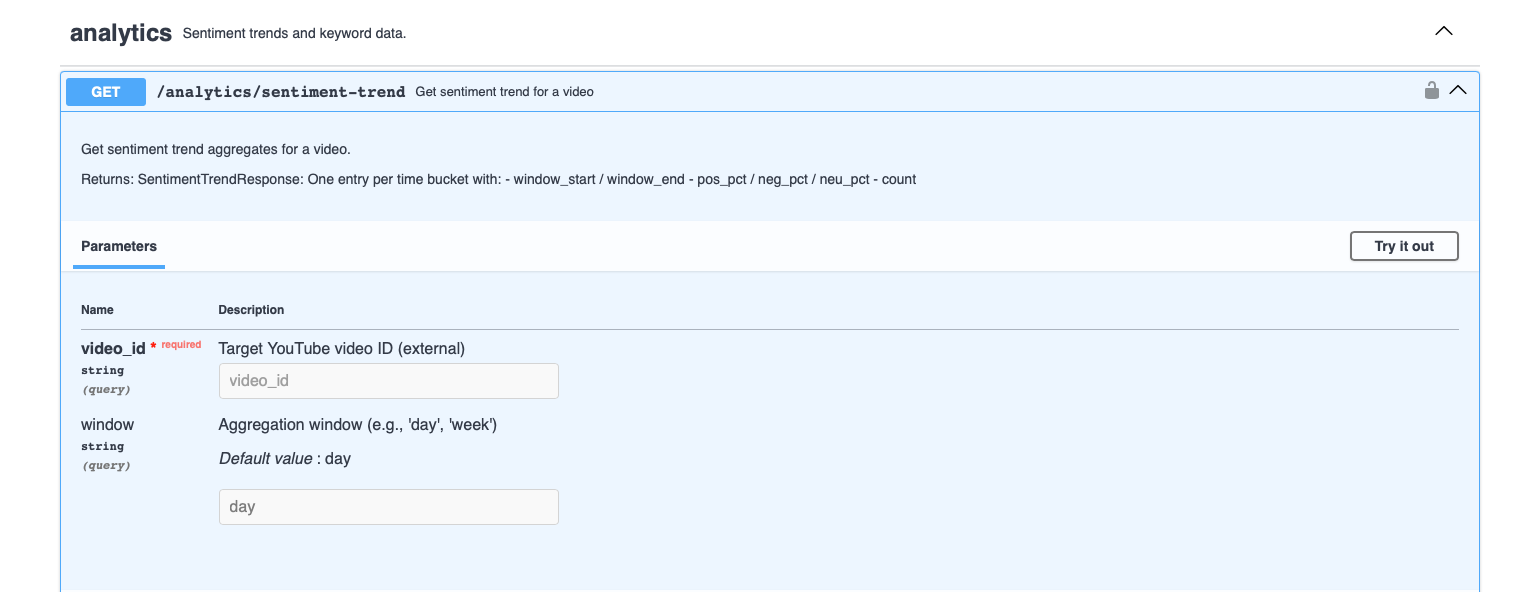 analytics Sentiment trends and keyword data.
GET /analytics/sentiment-trend Get sentiment trend for a video
Get sentiment trend aggregates for a video.
Returns: SentimentTrendResponse: One entry per time bucket with: - window_start / window_end - pos_pct / neg_pct / neu_pct - count
Parameters Try it out
Name Description
video_id * required Target YouTube video ID (external)
string
(query)
video_id
window Aggregation window (e.g., 'day', 'week')
string
(query)
Default value : day
day